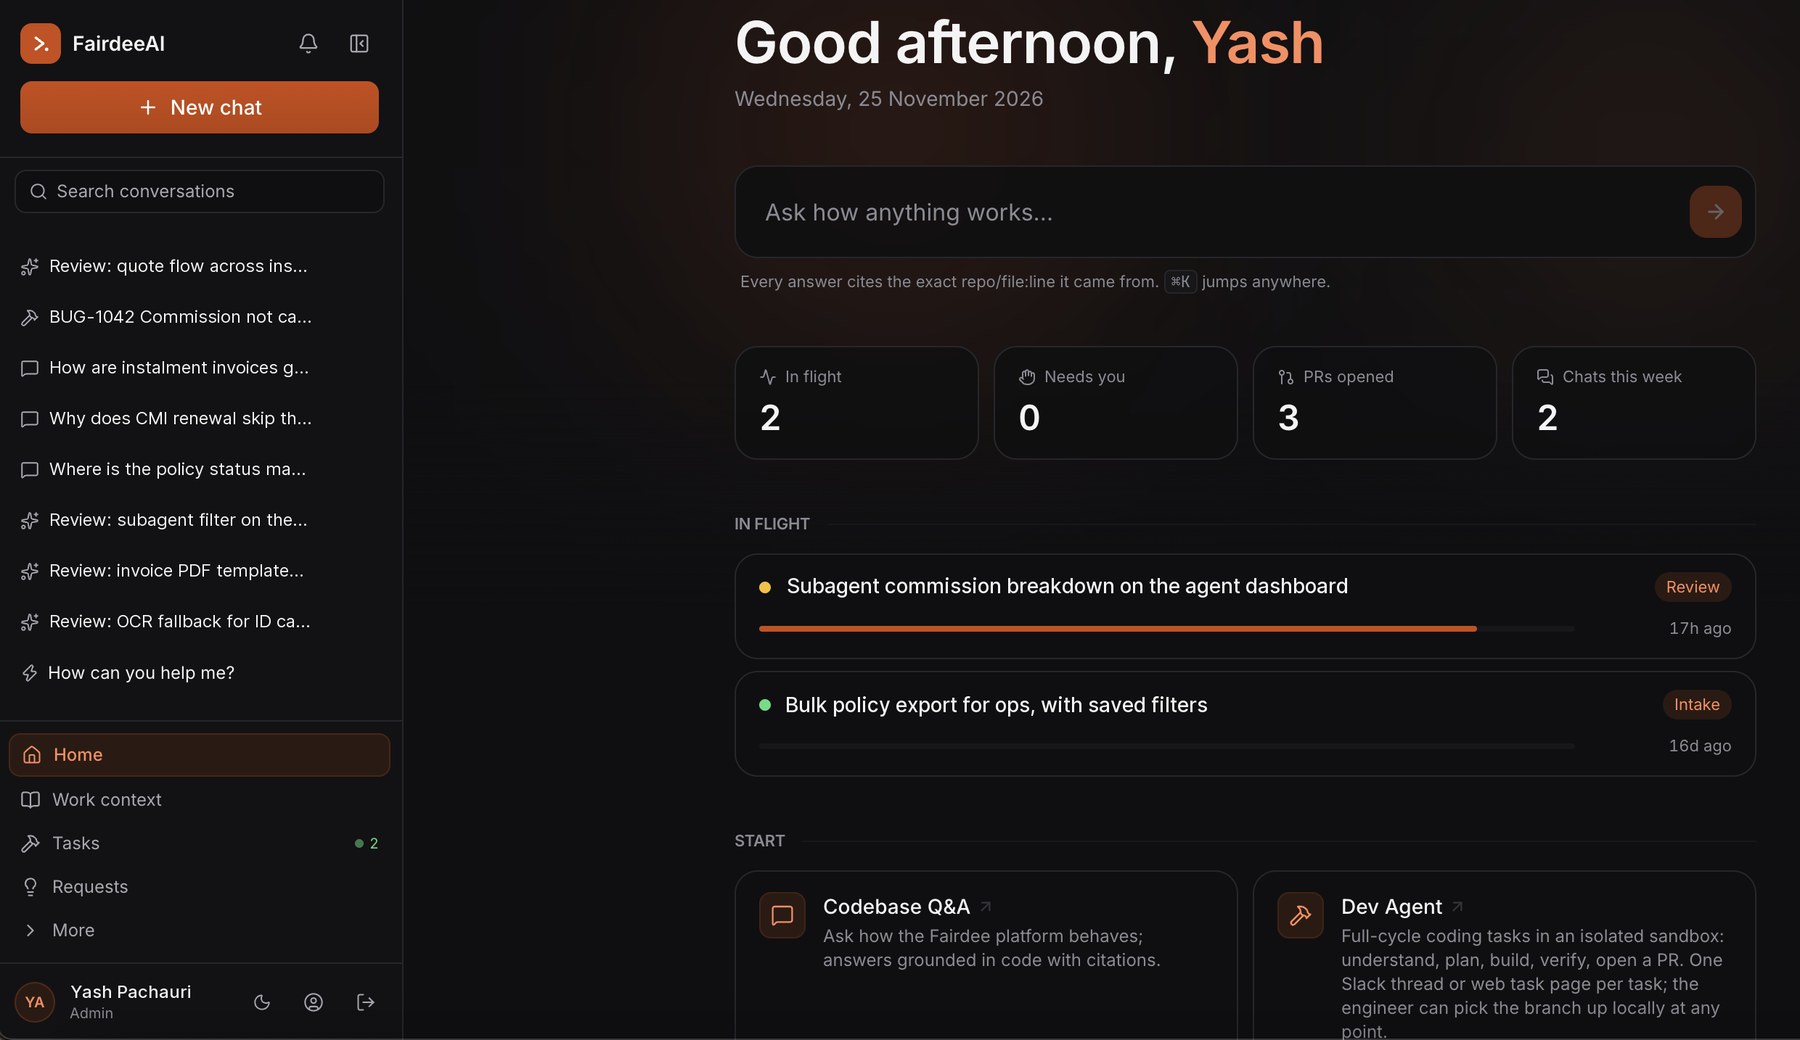 FairdeeAI
New chat
Search conversations
Review: quote flow across ins...
BUG-1042 Commission not ca...
How are instalment invoices g...
Why does CMI renewal skip th...
Where is the policy status ma...
Review: subagent filter on the...
Review: invoice PDF template...
Review: OCR fallback for ID ca...
How can you help me?
Home
Work context
Tasks 2
Requests
More
YA
Yash Pachauri
Admin
Good afternoon, Yash
Wednesday, 25 November 2026
Ask how anything works...
Every answer cites the exact repo/file:line it came from. ⌘K jumps anywhere.
In flight
2
Needs you
0
PRs opened
3
Chats this week
2
IN FLIGHT
Subagent commission breakdown on the agent dashboard
Review
17h ago
Bulk policy export for ops, with saved filters
Intake
16d ago
START
Codebase Q&A
Ask how the Fairdee platform behaves;
answers grounded in code with citations.
Dev Agent
Full-cycle coding tasks in an isolated sandbox:
understand, plan, build, verify, open a PR. One
Slack thread or web task page per task; the
engineer can pick the branch up locally at any
point.